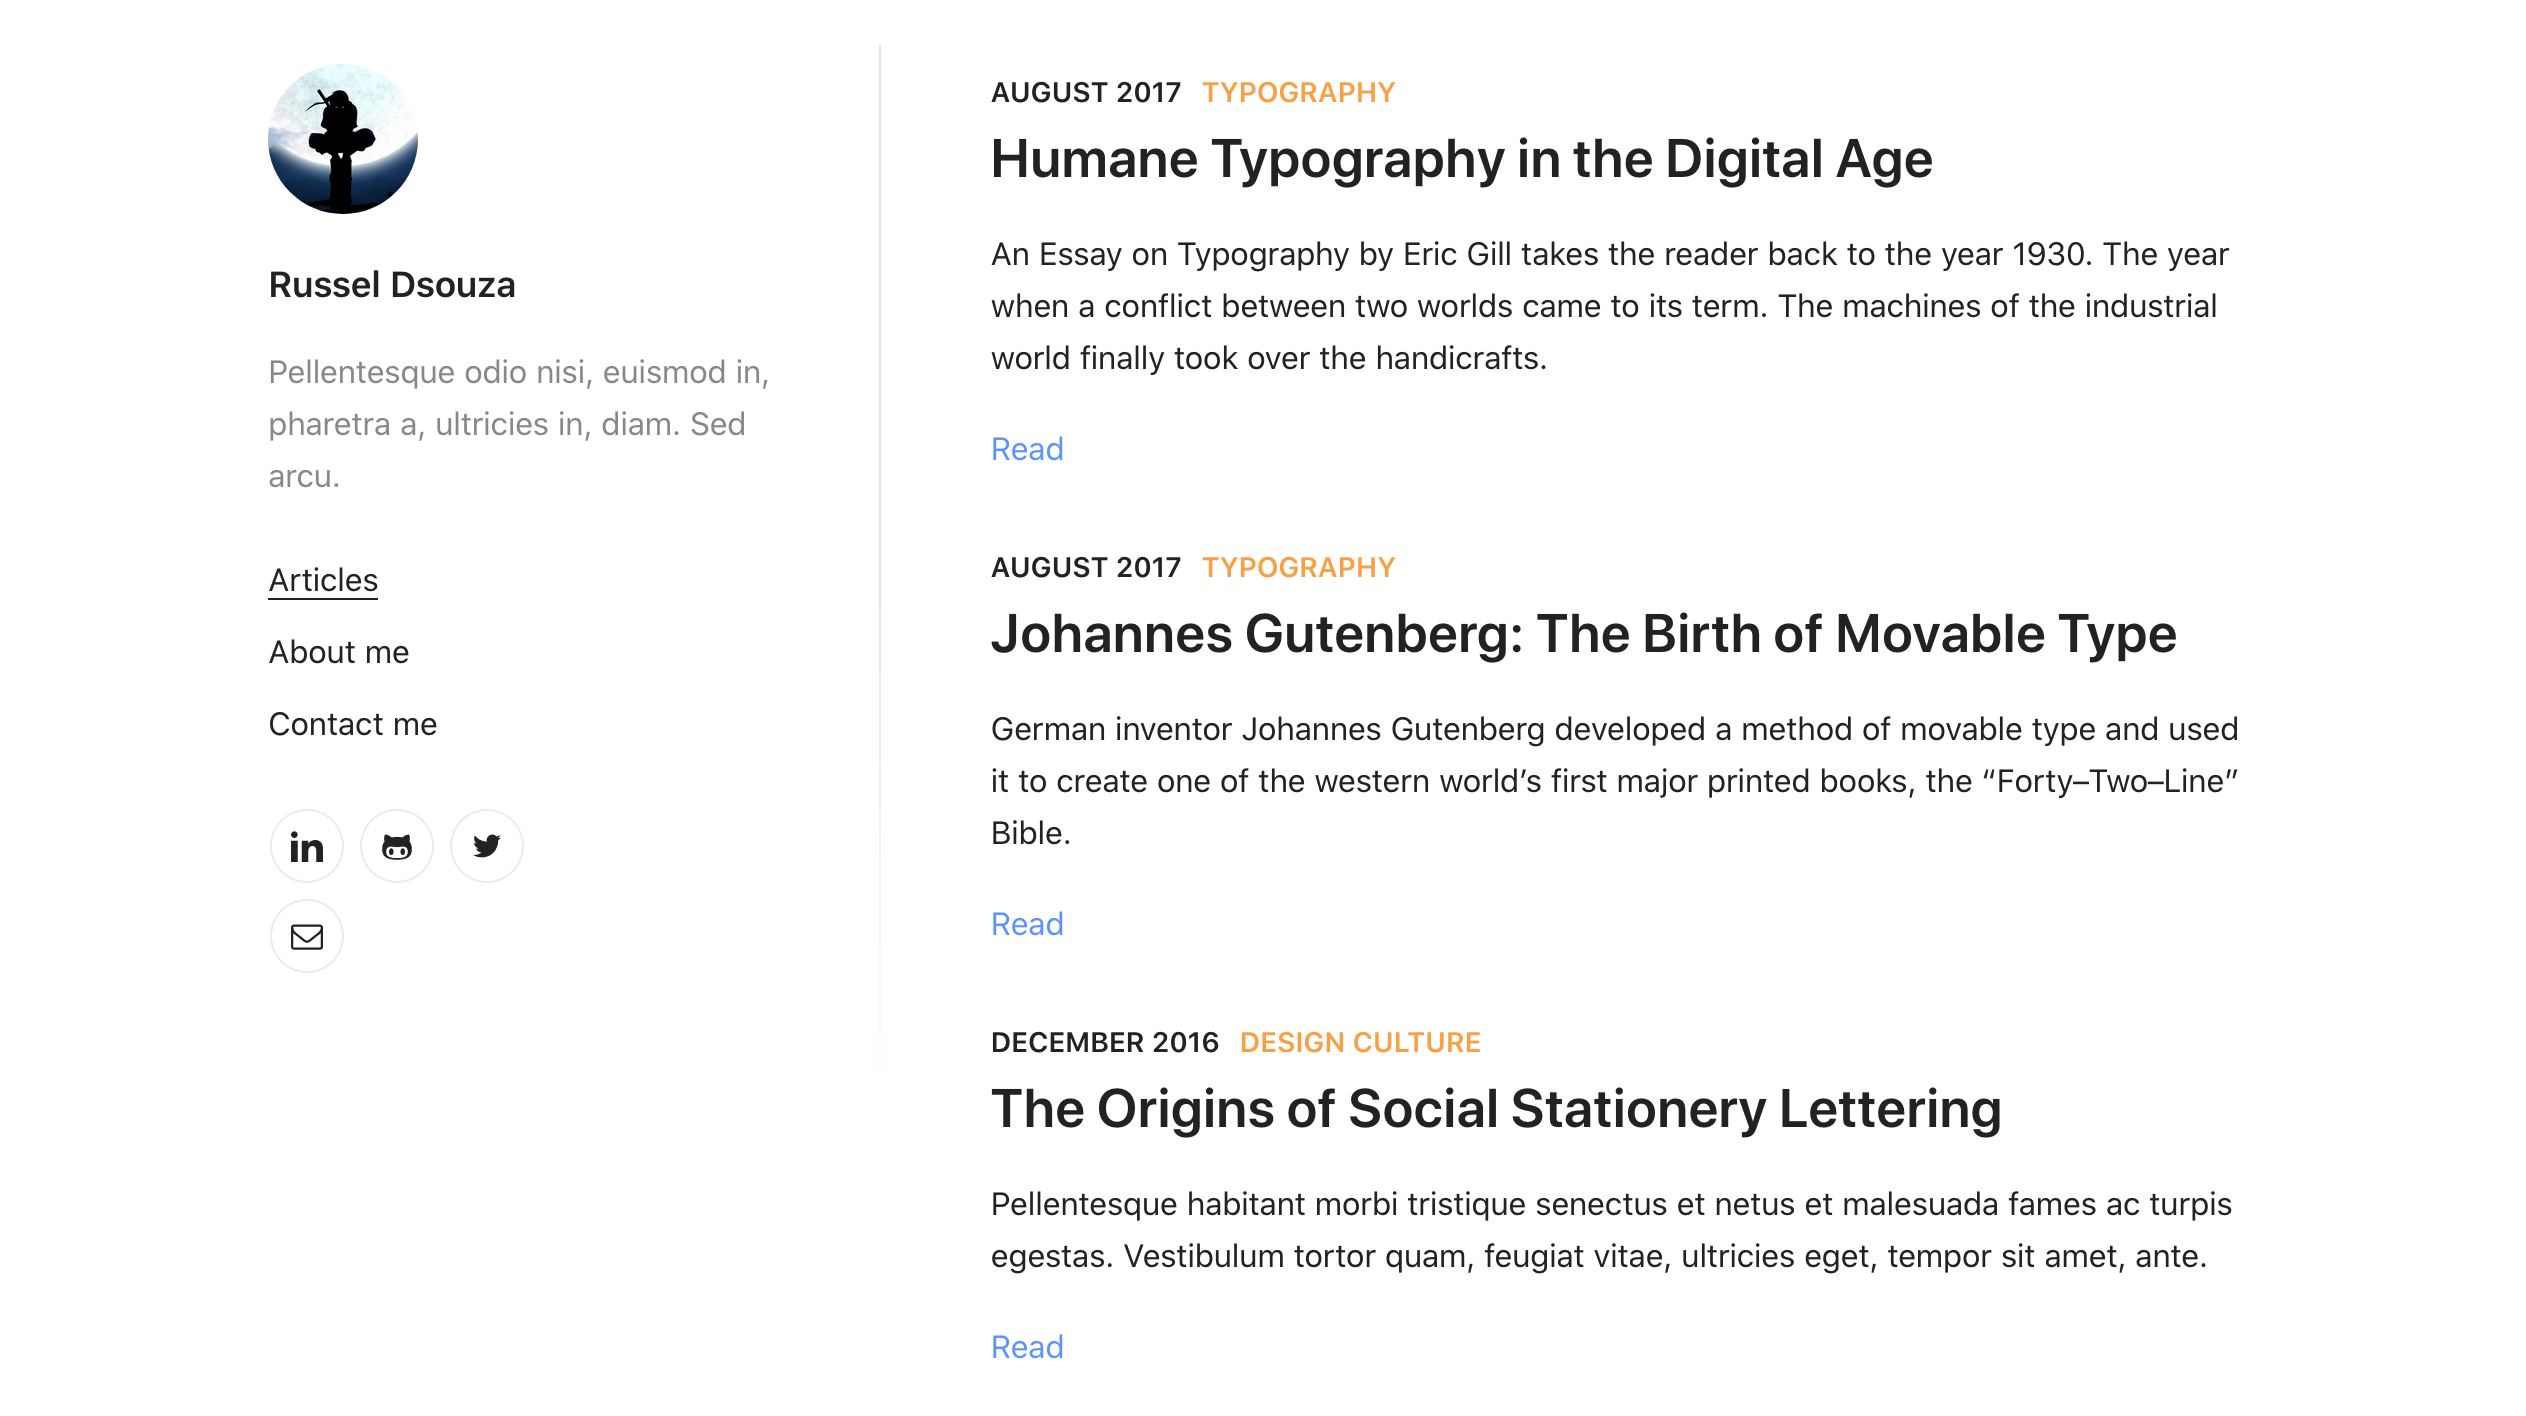 Russel Dsouza
Pellentesque odio nisi, euismod in,
pharetra a, ultricies in, diam. Sed
arcu.
Articles
About me
Contact me
in
AUGUST 2017 TYPOGRAPHY
Humane Typography in the Digital Age
An Essay on Typography by Eric Gill takes the reader back to the year 1930. The year
when a conflict between two worlds came to its term. The machines of the industrial
world finally took over the handicrafts.
Read
AUGUST 2017 TYPOGRAPHY
Johannes Gutenberg: The Birth of Movable Type
German inventor Johannes Gutenberg developed a method of movable type and used
it to create one of the western world’s first major printed books, the “Forty–Two–Line”
Bible.
Read
DECEMBER 2016 DESIGN CULTURE
The Origins of Social Stationery Lettering
Pellentesque habitant morbi tristique senectus et netus et malesuada fames ac turpis
egestas. Vestibulum tortor quam, feugiat vitae, ultricies eget, tempor sit amet, ante.
Read